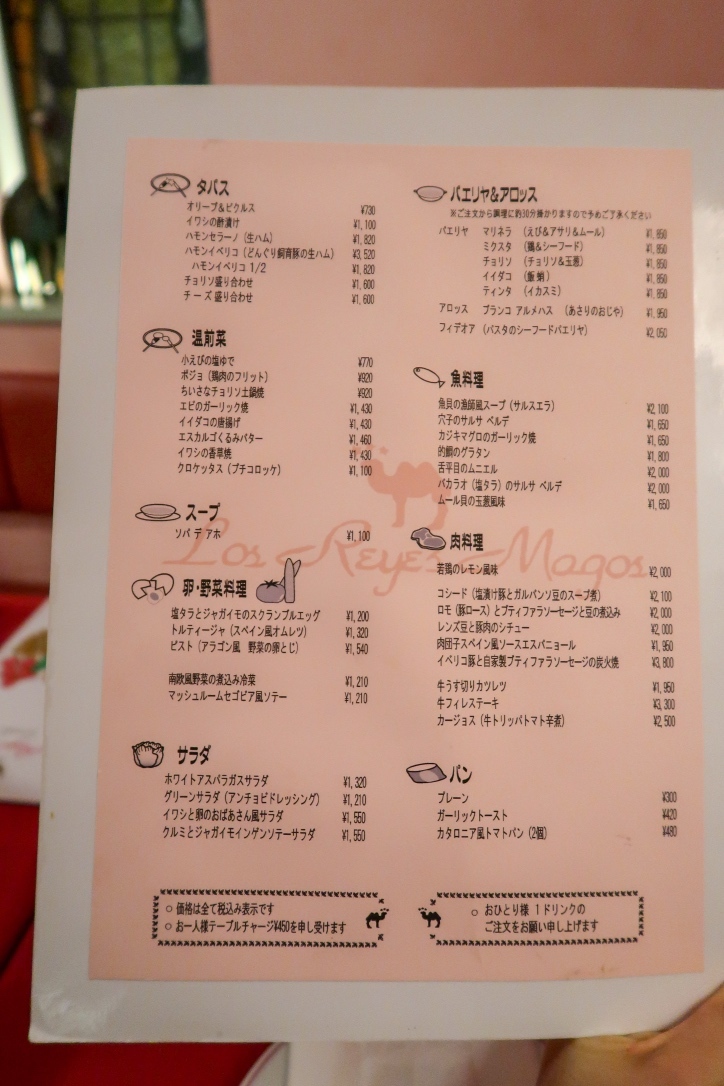 タパス
オリーブ&ピクルス ¥730
イワシの酢漬け ¥1,100
ハモンセラーノ（生ハム） ¥1,820
ハモンイベリコ（どんぐり飼育豚の生ハム） ¥3,520
ハモンイベリコ 1/2 ¥1,820
チョリソ盛り合わせ ¥1,600
チーズ盛り合わせ ¥1,600
温前菜
小えびの塩ゆで ¥770
ポジョ（鶏肉のフリット） ¥920
ちいさなチョリソ土鍋焼 ¥920
エビのガーリック焼 ¥1,430
イイダコの唐揚げ ¥1,430
エスカルゴくるみバター ¥1,460
イワシの香草焼 ¥1,430
クロケッタス（プチコロッケ） ¥1,100
スープ
ソパ デ アホ ¥1,100
卵・野菜料理
塩タラとジャガイモのスクランブルエッグ ¥1,200
トルティージャ（スペイン風オムレツ） ¥1,320
ピスト（アラゴン風 野菜の卵とじ） ¥1,540
南欧風野菜の煮込み冷菜 ¥1,210
マッシュルームセゴビア風ソテー ¥1,210
サラダ
ホワイトアスパラガスサラダ ¥1,320
グリーンサラダ（アンチョビドレッシング） ¥1,210
イワシと卵のおばあさん風サラダ ¥1,550
クルミとジャガイモインゲンソテーサラダ ¥1,550
○ 価格は全て税込み表示です
○ お一人様テーブルチャージ¥450を申し受けます
パエリヤ&アロッス
※ご注文から調理に約30分掛かりますので予めご了承ください
パエリヤ マリネラ （えび&アサリ&ムール） ¥1,850
ミクスタ （鶏&シーフード） ¥1,850
チョリソ （チョリソ&玉葱） ¥1,850
イイダコ （飯蛸） ¥1,850
ティンタ （イカスミ） ¥1,850
アロッス ブランコ アルメハス （あさりのおじや） ¥1,950
フィデオア （パスタのシーフードパエリヤ） ¥2,050
魚料理
魚貝の漁師風スープ（サルスエラ） ¥2,100
穴子のサルサ ベルデ ¥1,650
カジキマグロのガーリック焼 ¥1,650
的鯛のグラタン ¥1,800
舌平目のムニエル ¥2,000
バカラオ（塩タラ）のサルサ ベルデ ¥2,000
ムール貝の玉葱風味 ¥1,650
肉料理
若鶏のレモン風味 ¥2,000
コシード（塩漬け豚とガルバンソ豆のスープ煮） ¥2,100
ロモ（豚ロース）とブティファラソーセージと豆の煮込み ¥2,000
レンズ豆と豚肉のシチュー ¥2,000
肉団子スペイン風ソースエスパニョール ¥1,950
イベリコ豚と自家製ブティファラソーセージの炭火焼 ¥3,800
牛うす切りカツレツ ¥1,950
牛フィレステーキ ¥3,300
カージョス（牛トリッパトマト辛煮） ¥2,500
パン
プレーン ¥300
ガーリックトースト ¥420
カタロニア風トマトパン（2個） ¥480
○ おひとり様 1ドリンクの
ご注文をお願い申し上げます
Los Reyes Magos